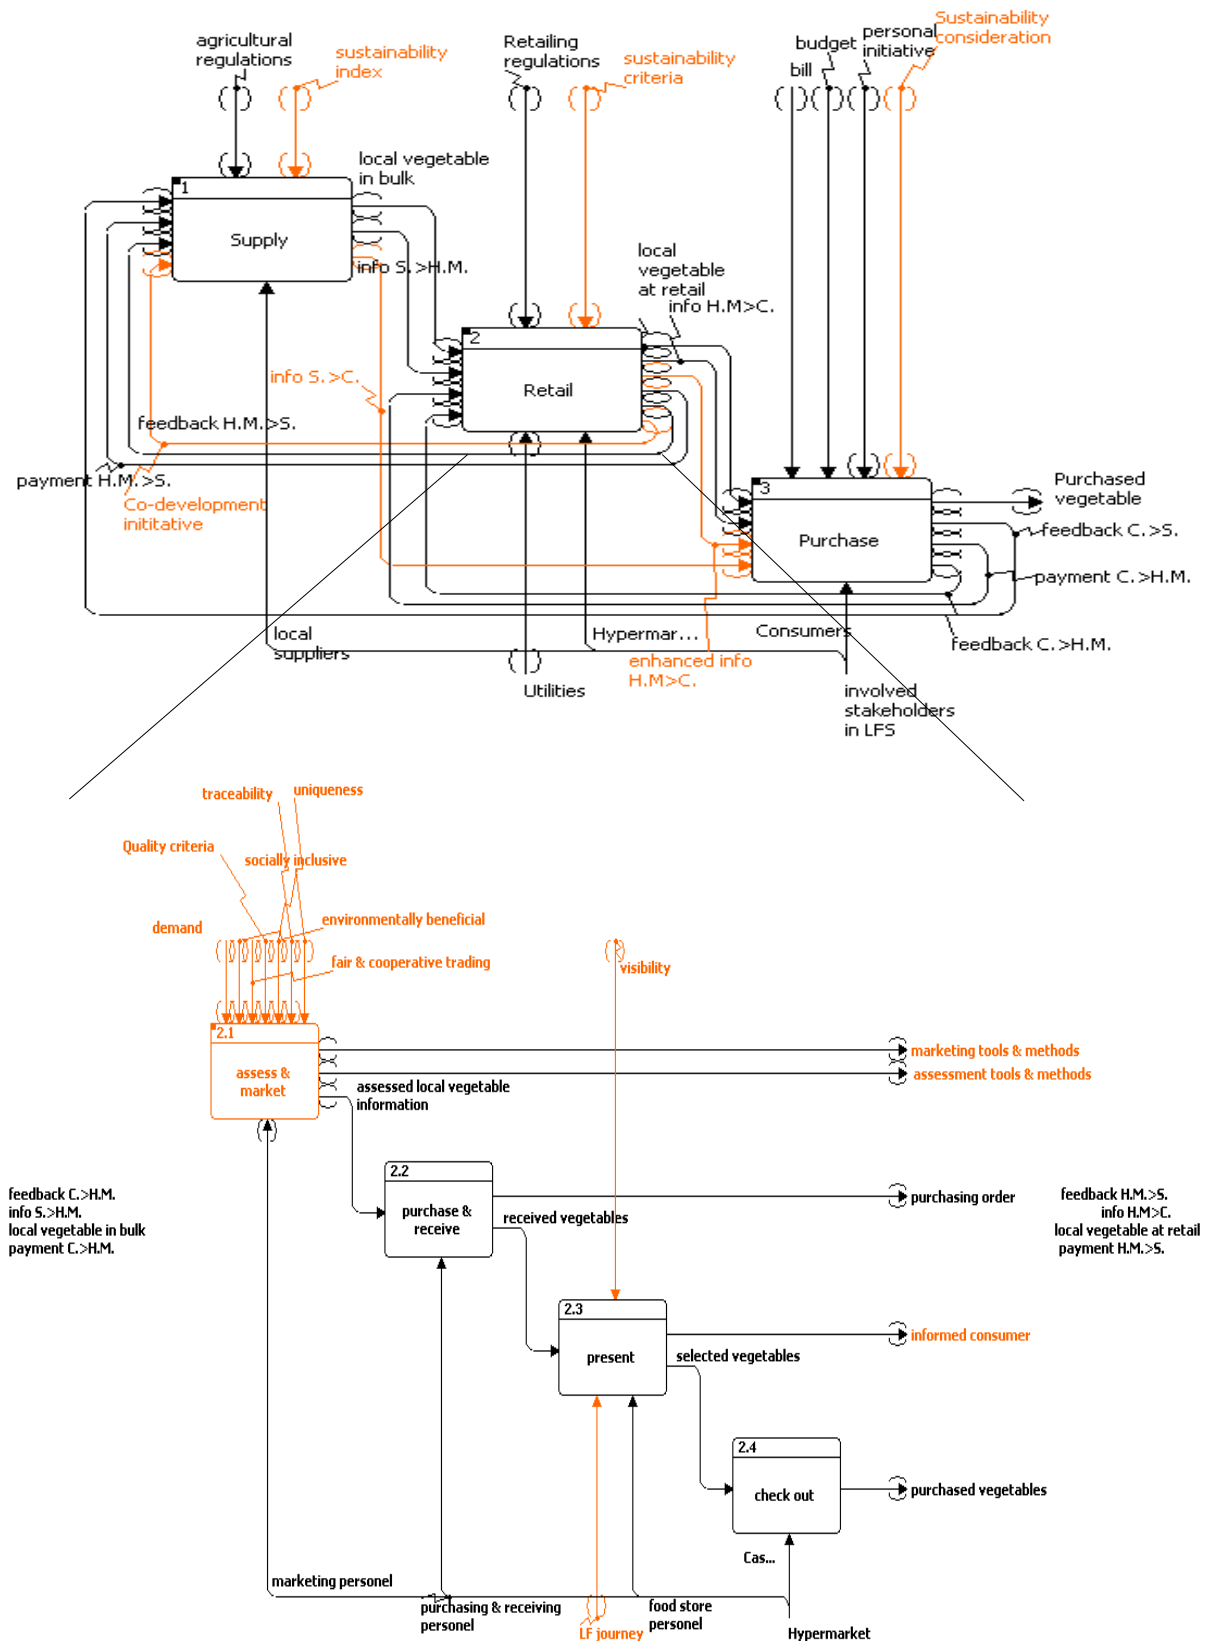 Sustainability
consideration
personal
initiative
budget
bill
agricultural
regulations
sustainability
index
Retailing
regulations
sustainability
criteria
local vegetable
in bulk
1
Supply
info S.>H.M.
local
vegetable
at retail
info H.M>C.
2
Retail
info S.>C.
feedback H.M.>S.
payment H.M.>S.
Co-development
inititative
3
Purchase
Purchased
vegetable
feedback C.>S.
payment C.>H.M.
feedback C.>H.M.
local
suppliers
Hypermar...
Consumers
enhanced info
H.M>C.
Utilities
involved
stakeholders
in LFS
traceability
uniqueness
Quality criteria
socially inclusive
demand
environmentally beneficial
fair & cooperative trading
visibility
2.1
assess &
market
marketing tools & methods
assessment tools & methods
assessed local vegetable
information
2.2
purchase &
receive
purchasing order
received vegetables
feedback C.>H.M.
info S.>H.M.
local vegetable in bulk
payment C.>H.M.
feedback H.M.>S.
info H.M>C.
local vegetable at retail
payment H.M.>S.
2.3
present
informed consumer
selected vegetables
2.4
check out
purchased vegetables
Cas...
marketing personel
purchasing & receiving
personel
LF journey
food store
personel
Hypermarket